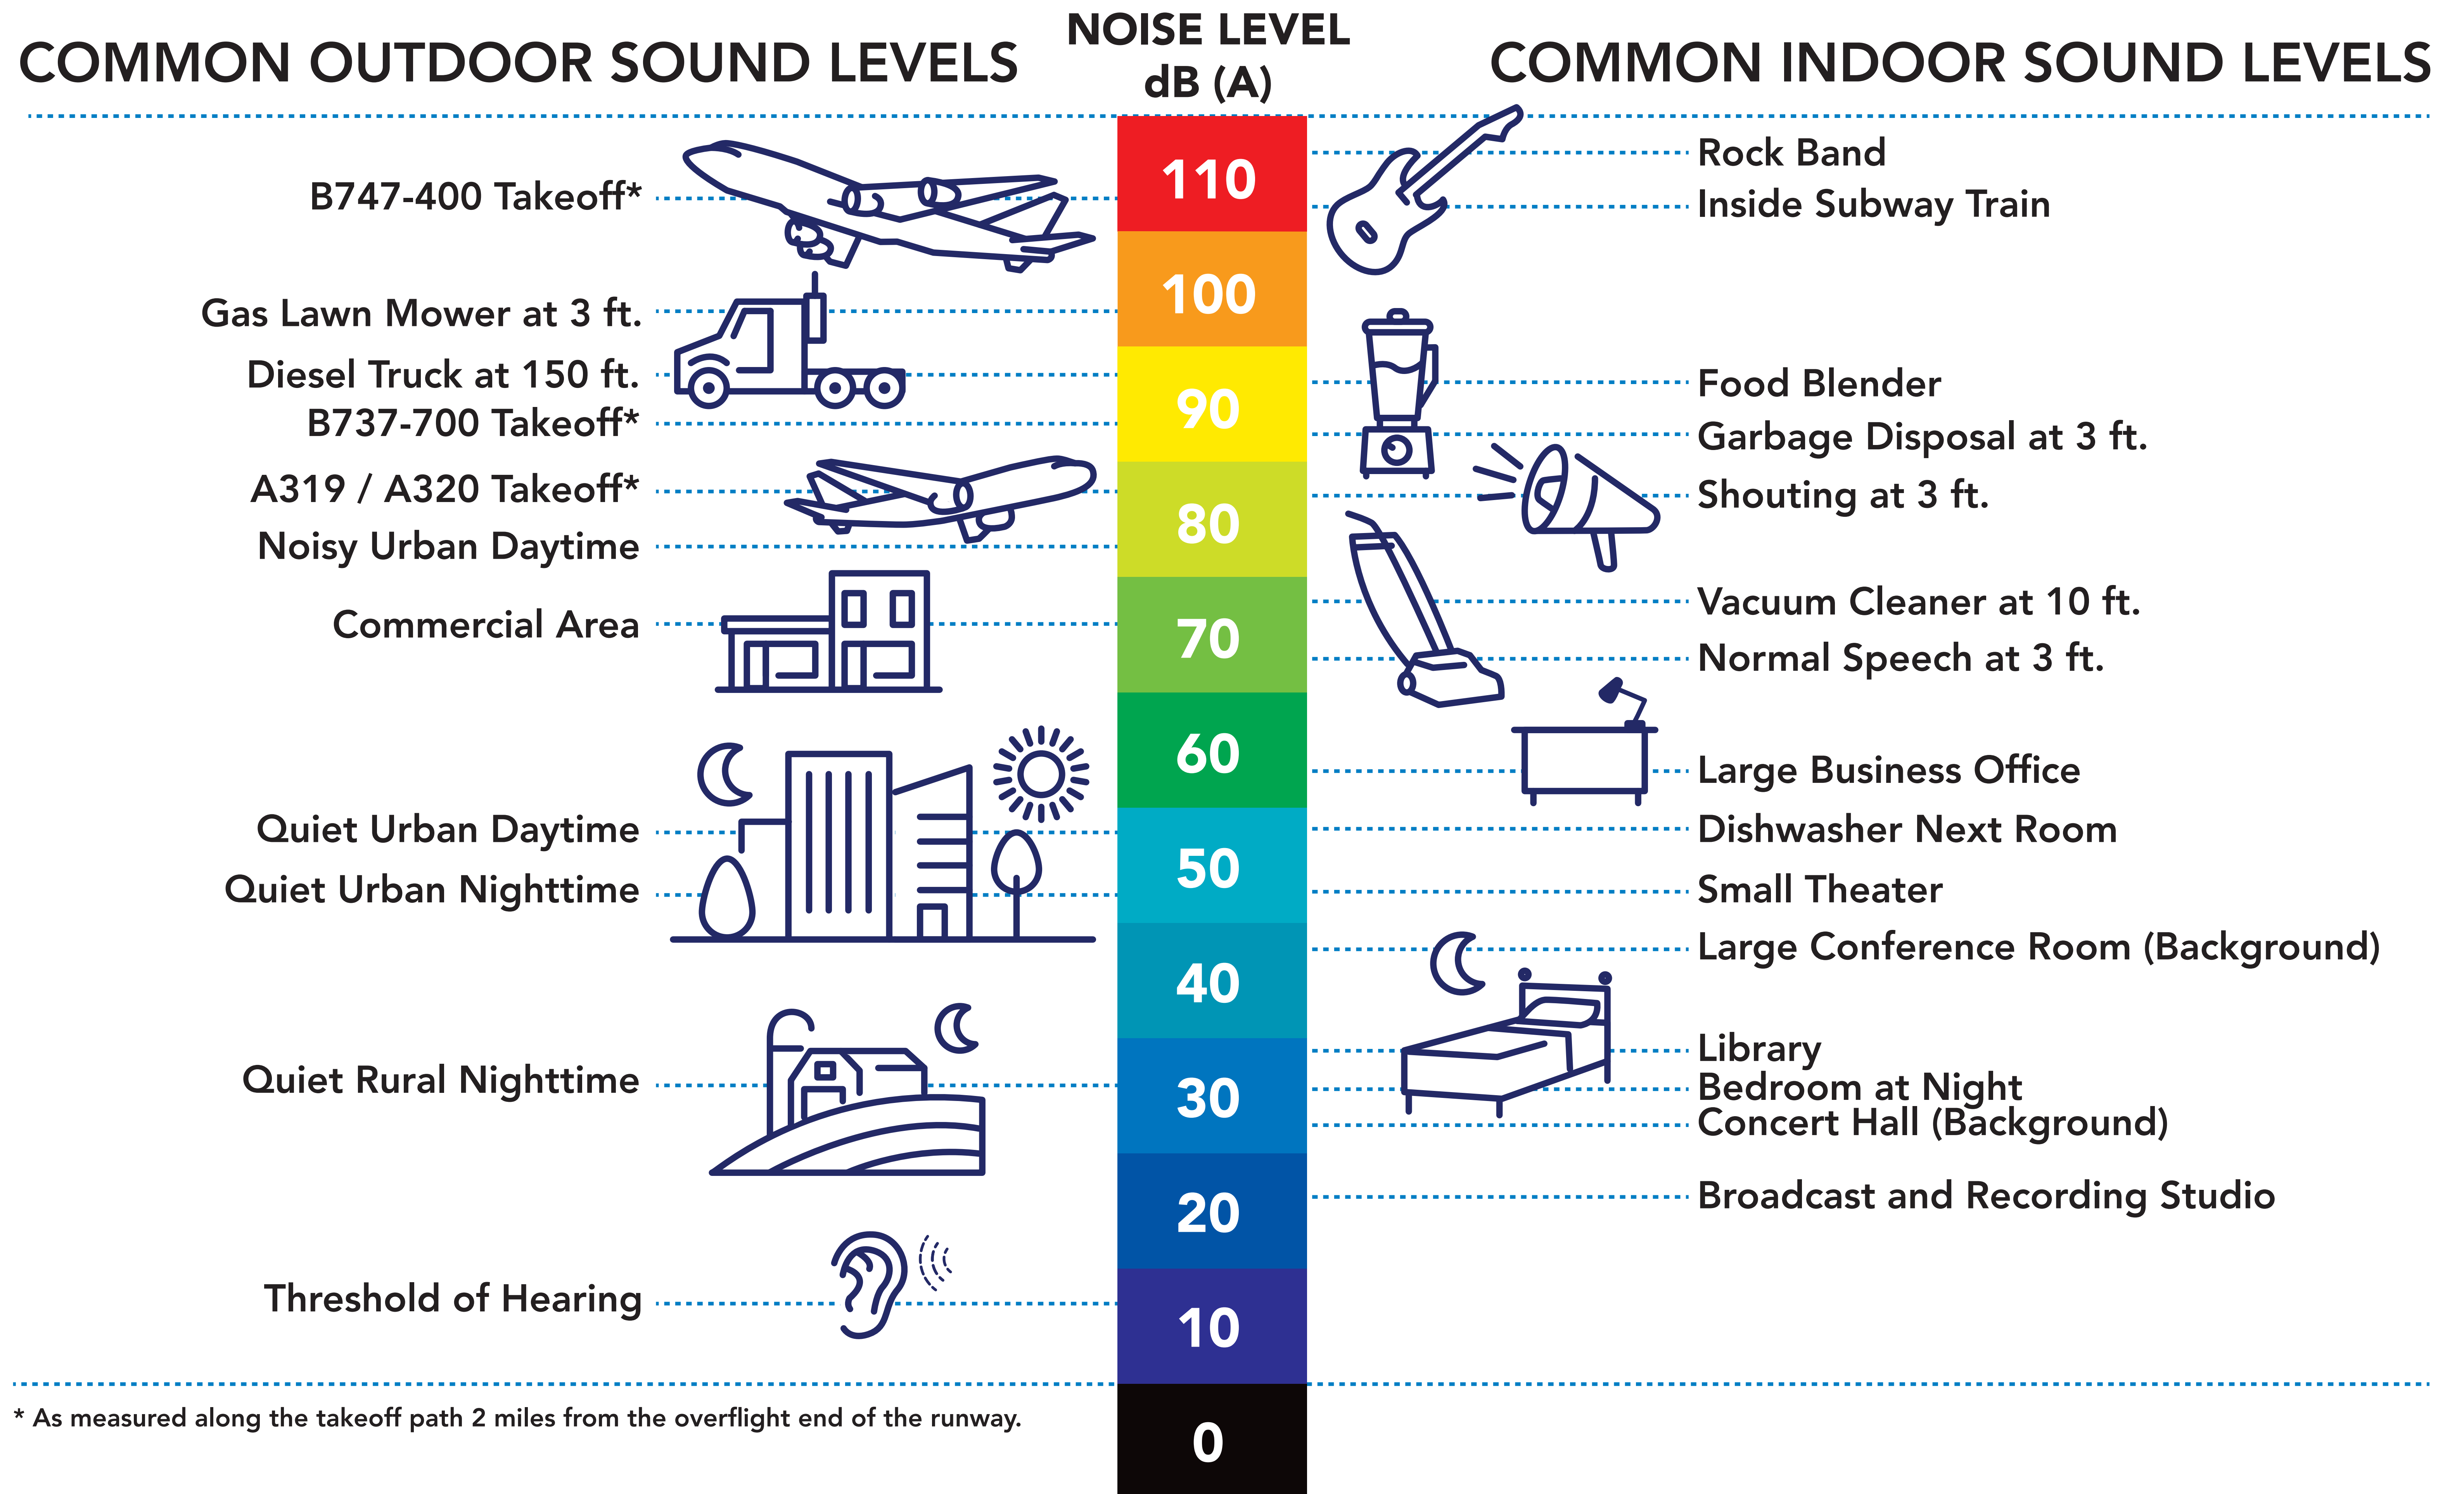 COMMON OUTDOOR SOUND LEVELS
NOISE LEVEL
dB (A)
COMMON INDOOR SOUND LEVELS
B747-400 Takeoff*
Gas Lawn Mower at 3 ft.
Diesel Truck at 150 ft.
B737-700 Takeoff*
A319 / A320 Takeoff*
Noisy Urban Daytime
Commercial Area
Quiet Urban Daytime
Quiet Urban Nighttime
Quiet Rural Nighttime
Threshold of Hearing
110
100
90
80
70
60
50
40
30
20
10
0
Rock Band
Inside Subway Train
Food Blender
Garbage Disposal at 3 ft.
Shouting at 3 ft.
Vacuum Cleaner at 10 ft.
Normal Speech at 3 ft.
Large Business Office
Dishwasher Next Room
Small Theater
Large Conference Room (Background)
Library
Bedroom at Night
Concert Hall (Background)
Broadcast and Recording Studio
* As measured along the takeoff path 2 miles from the overflight end of the runway.